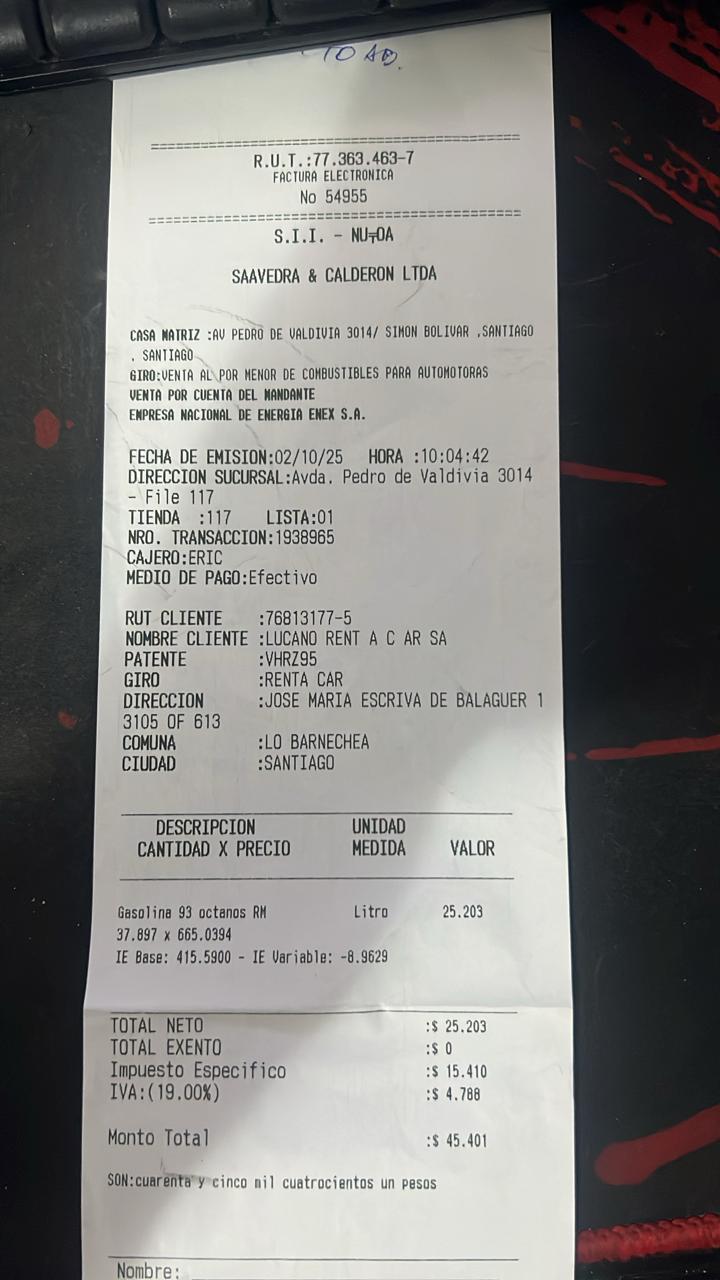 TO AB.
==============================================
R.U.T.:77.363.463-7
FACTURA ELECTRONICA
No 54955
==============================================
S.I.I. - ÑUÑOA
SAAVEDRA & CALDERON LTDA
CASA MATRIZ :AV PEDRO DE VALDIVIA 3014/ SIMON BOLIVAR ,SANTIAGO
, SANTIAGO
GIRO:VENTA AL POR MENOR DE COMBUSTIBLES PARA AUTOMOTORAS
VENTA POR CUENTA DEL MANDANTE
EMPRESA NACIONAL DE ENERGIA ENEX S.A.
FECHA DE EMISION:02/10/25 HORA :10:04:42
DIRECCION SUCURSAL:Avda. Pedro de Valdivia 3014
- File 117
TIENDA :117 LISTA:01
NRO. TRANSACCION:1938965
CAJERO:ERIC
MEDIO DE PAGO:Efectivo
RUT CLIENTE :76813177-5
NOMBRE CLIENTE :LUCANO RENT A C AR SA
PATENTE :VHRZ95
GIRO :RENTA CAR
DIRECCION :JOSE MARIA ESCRIVA DE BALAGUER 1
3105 OF 613
COMUNA :LO BARNECHEA
CIUDAD :SANTIAGO
DESCRIPCION UNIDAD
CANTIDAD X PRECIO MEDIDA VALOR
Gasolina 93 octanos RM Litro 25.203
37.897 x 665.0394
IE Base: 415.5900 - IE Variable: -8.9629
TOTAL NETO :$ 25.203
TOTAL EXENTO :$ 0
Impuesto Especifico :$ 15.410
IVA:(19.00%) :$ 4.788
Monto Total :$ 45.401
SON:cuarenta y cinco mil cuatrocientos un pesos
Nombre: